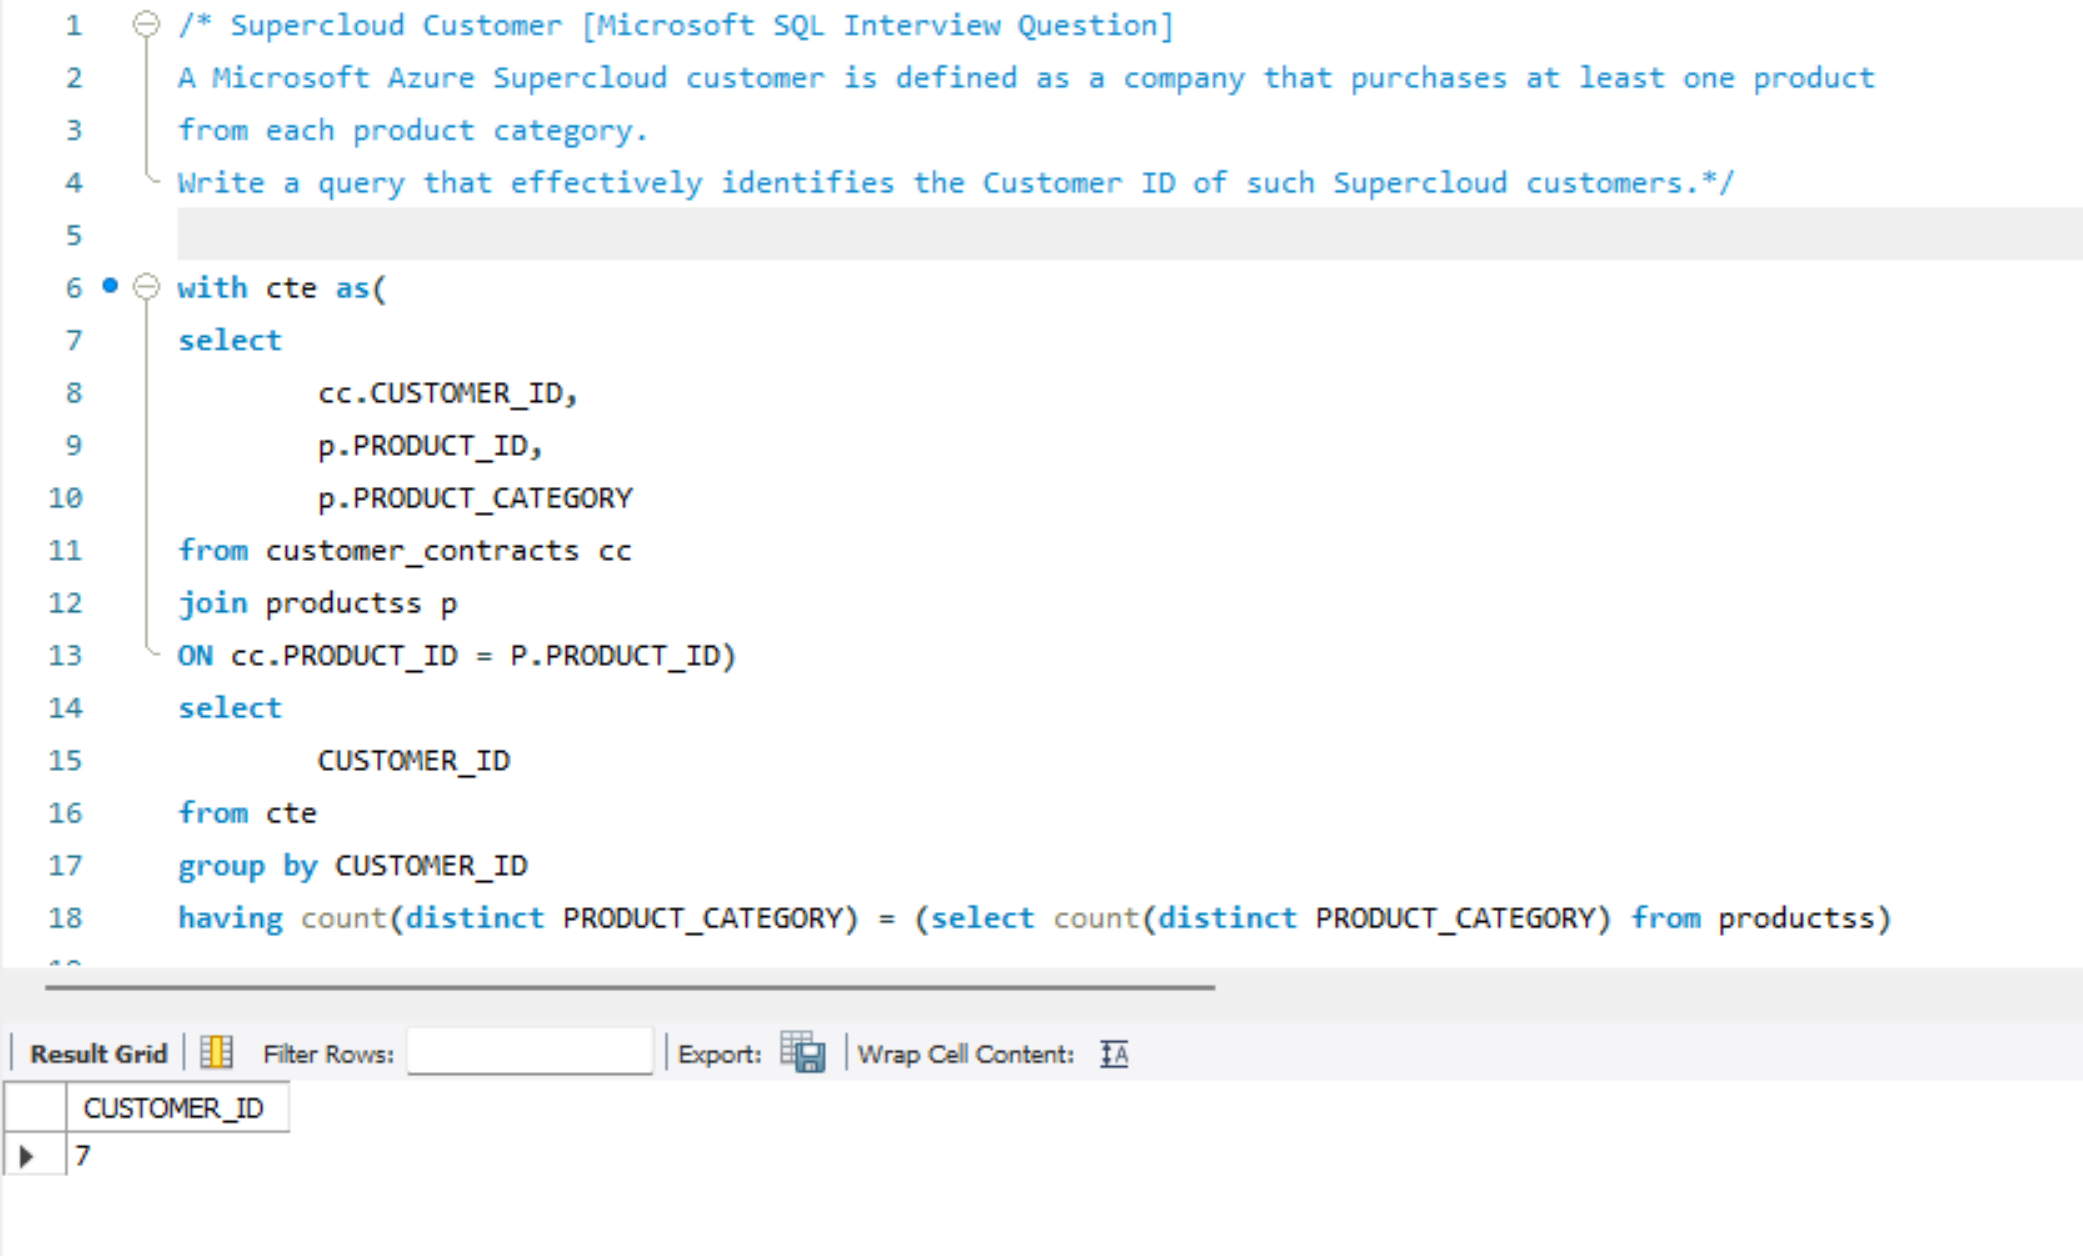 1 /* Supercloud Customer [Microsoft SQL Interview Question]
2 A Microsoft Azure Supercloud customer is defined as a company that purchases at least one product
3 from each product category.
4 Write a query that effectively identifies the Customer ID of such Supercloud customers.*/
5
6 with cte as(
7 select
8 cc.CUSTOMER_ID,
9 p.PRODUCT_ID,
10 p.PRODUCT_CATEGORY
11 from customer_contracts cc
12 join productss p
13 ON cc.PRODUCT_ID = P.PRODUCT_ID)
14 select
15 CUSTOMER_ID
16 from cte
17 group by CUSTOMER_ID
18 having count(distinct PRODUCT_CATEGORY) = (select count(distinct PRODUCT_CATEGORY) from productss)
Result Grid Filter Rows: Export: Wrap Cell Content:
CUSTOMER_ID
7